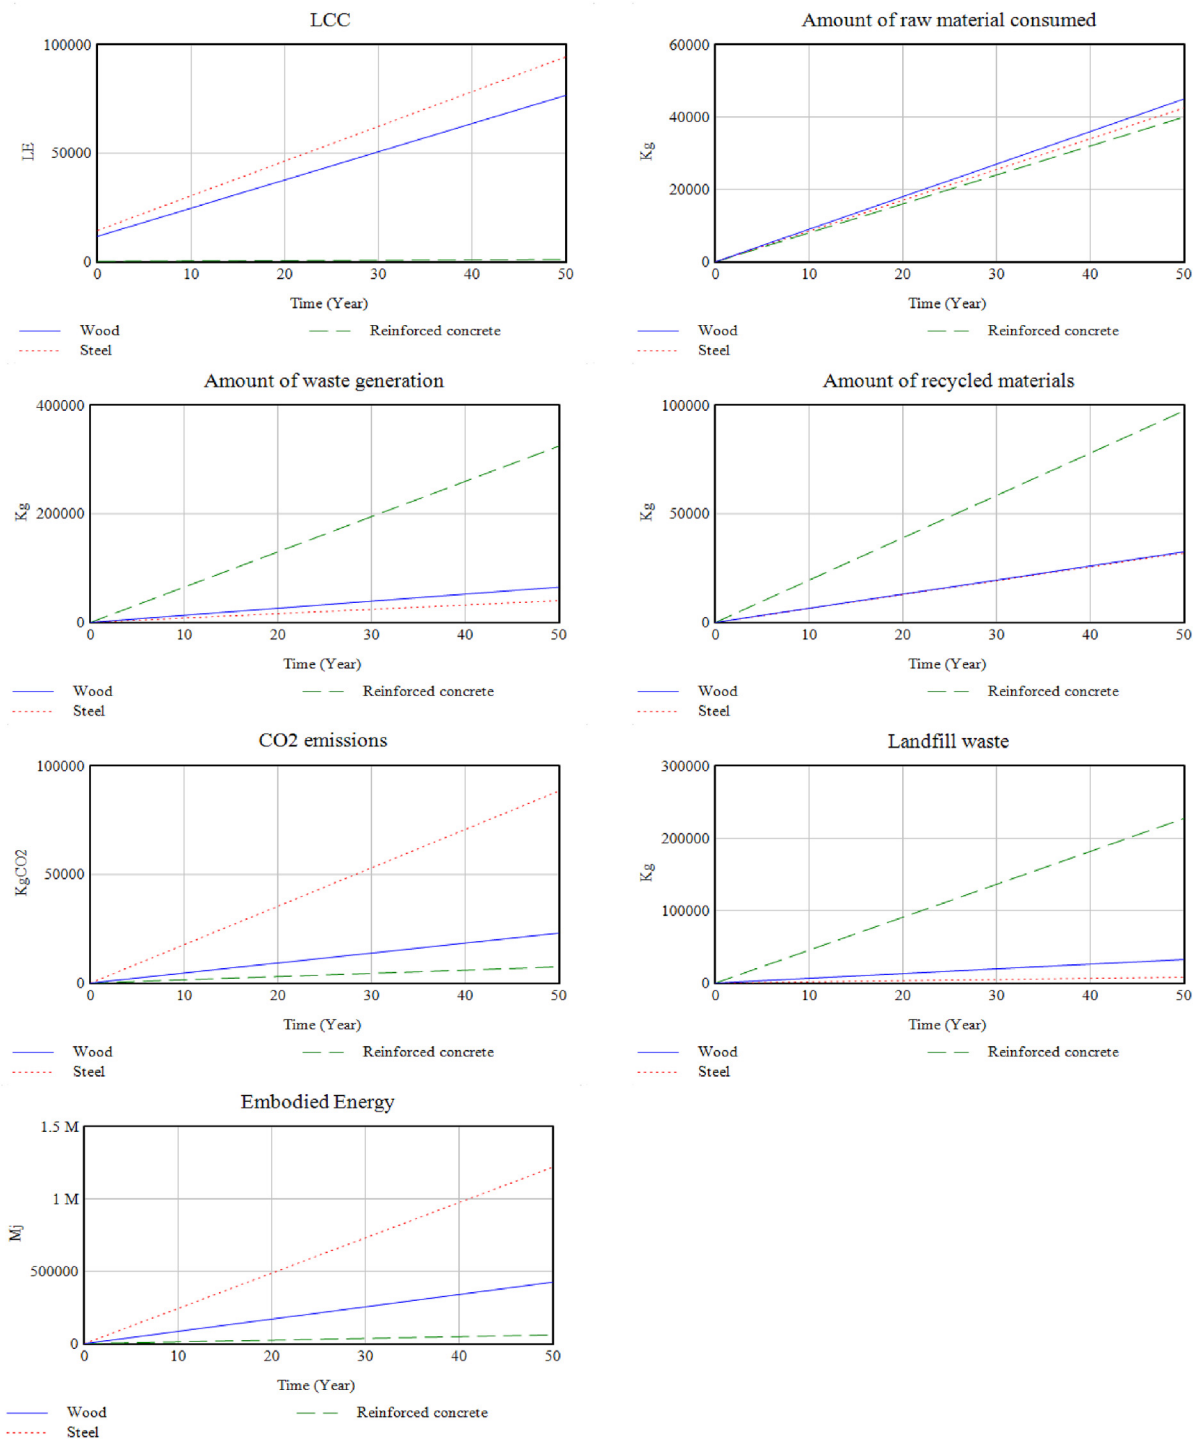 LCC
100000
50000
0
LE
0 10 20 30 40 50
Time (Year)
Wood
Reinforced concrete
Steel
Amount of raw material consumed
60000
40000
20000
0
Kg
0 10 20 30 40 50
Time (Year)
Wood
Reinforced concrete
Steel
Amount of waste generation
400000
200000
0
Kg
0 10 20 30 40 50
Time (Year)
Wood
Reinforced concrete
Steel
Amount of recycled materials
100000
50000
0
Kg
0 10 20 30 40 50
Time (Year)
Wood
Reinforced concrete
Steel
CO2 emissions
100000
50000
0
KgCO2
0 10 20 30 40 50
Time (Year)
Wood
Reinforced concrete
Steel
Landfill waste
300000
200000
100000
0
Kg
0 10 20 30 40 50
Time (Year)
Wood
Reinforced concrete
Steel
Embodied Energy
1.5 M
1 M
500000
0
Mj
0 10 20 30 40 50
Time (Year)
Wood
Reinforced concrete
Steel